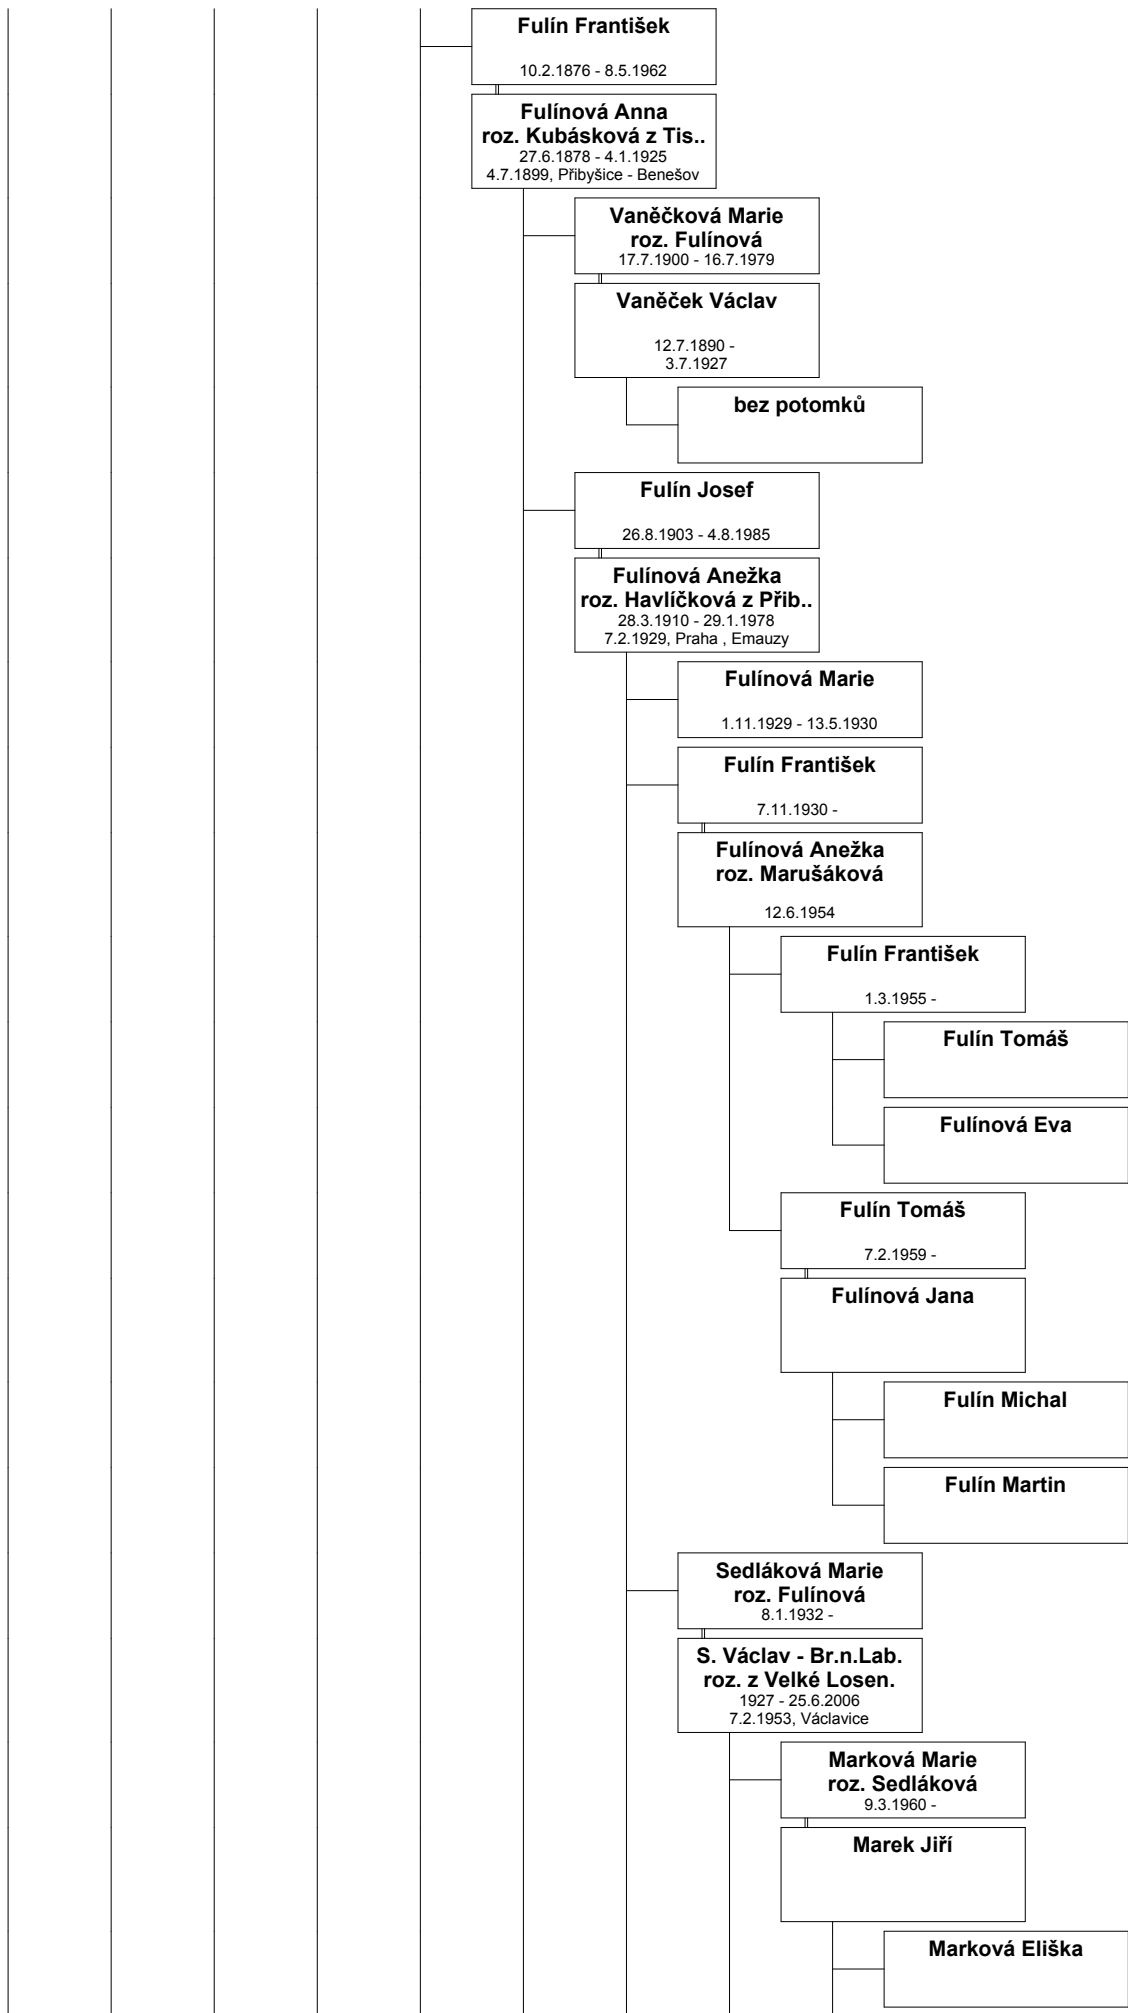 Fulín František
10.2.1876 - 8.5.1962
Fulínová Anna
roz. Kubásková z Tis..
27.6.1878 - 4.1.1925
4.7.1899, Přibyšice - Benešov
Vaněčková Marie
roz. Fulínová
17.7.1900 - 16.7.1979
Vaněček Václav
12.7.1890 -
3.7.1927
bez potomků
Fulín Josef
26.8.1903 - 4.8.1985
Fulínová Anežka
roz. Havlíčková z Přib..
28.3.1910 - 29.1.1978
7.2.1929, Praha , Emauzy
Fulínová Marie
1.11.1929 - 13.5.1930
Fulín František
7.11.1930 -
Fulínová Anežka
roz. Marušáková
12.6.1954
Fulín František
1.3.1955 -
Fulín Tomáš
Fulínová Eva
Fulín Tomáš
7.2.1959 -
Fulínová Jana
Fulín Michal
Fulín Martin
Sedláková Marie
roz. Fulínová
8.1.1932 -
S. Václav - Br.n.Lab.
roz. z Velké Losen.
1927 - 25.6.2006
7.2.1953, Václavice
Marková Marie
roz. Sedláková
9.3.1960 -
Marek Jiří
Marková Eliška